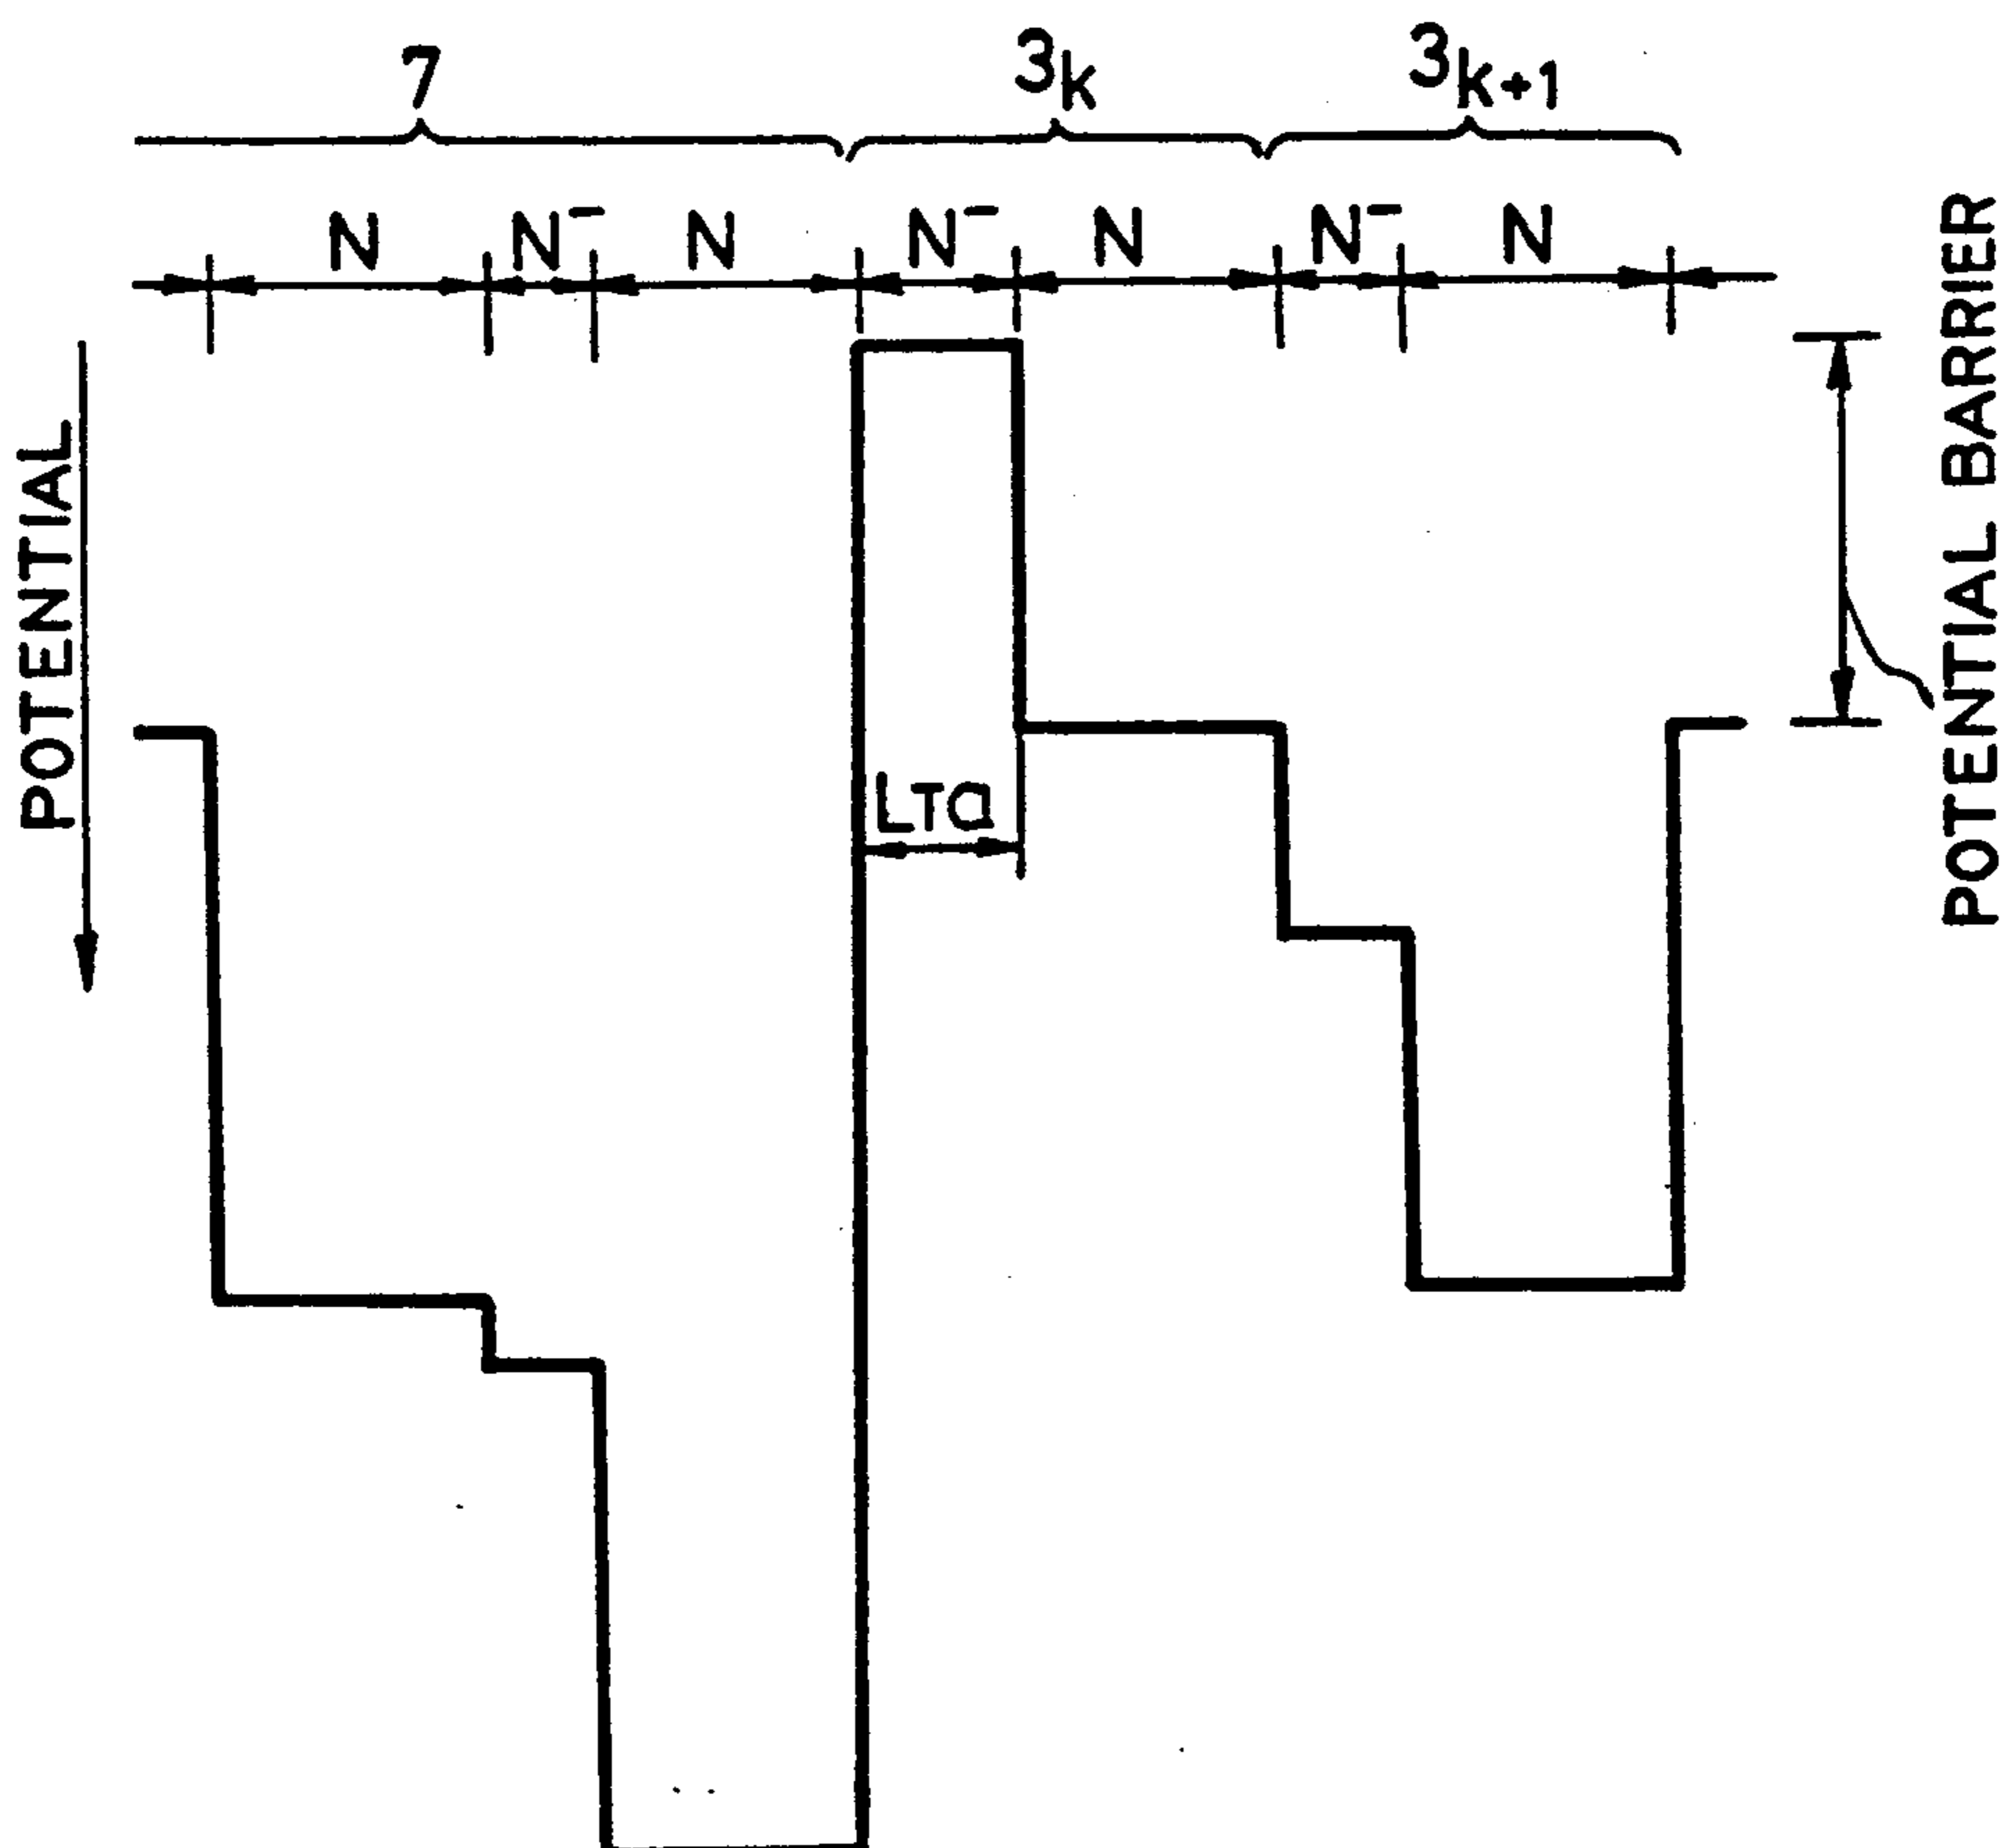 7 3k 3k+1
N N⁻ N N⁻ N N⁻ N
POTENTIAL
LTa
POTENTIAL BARRIER